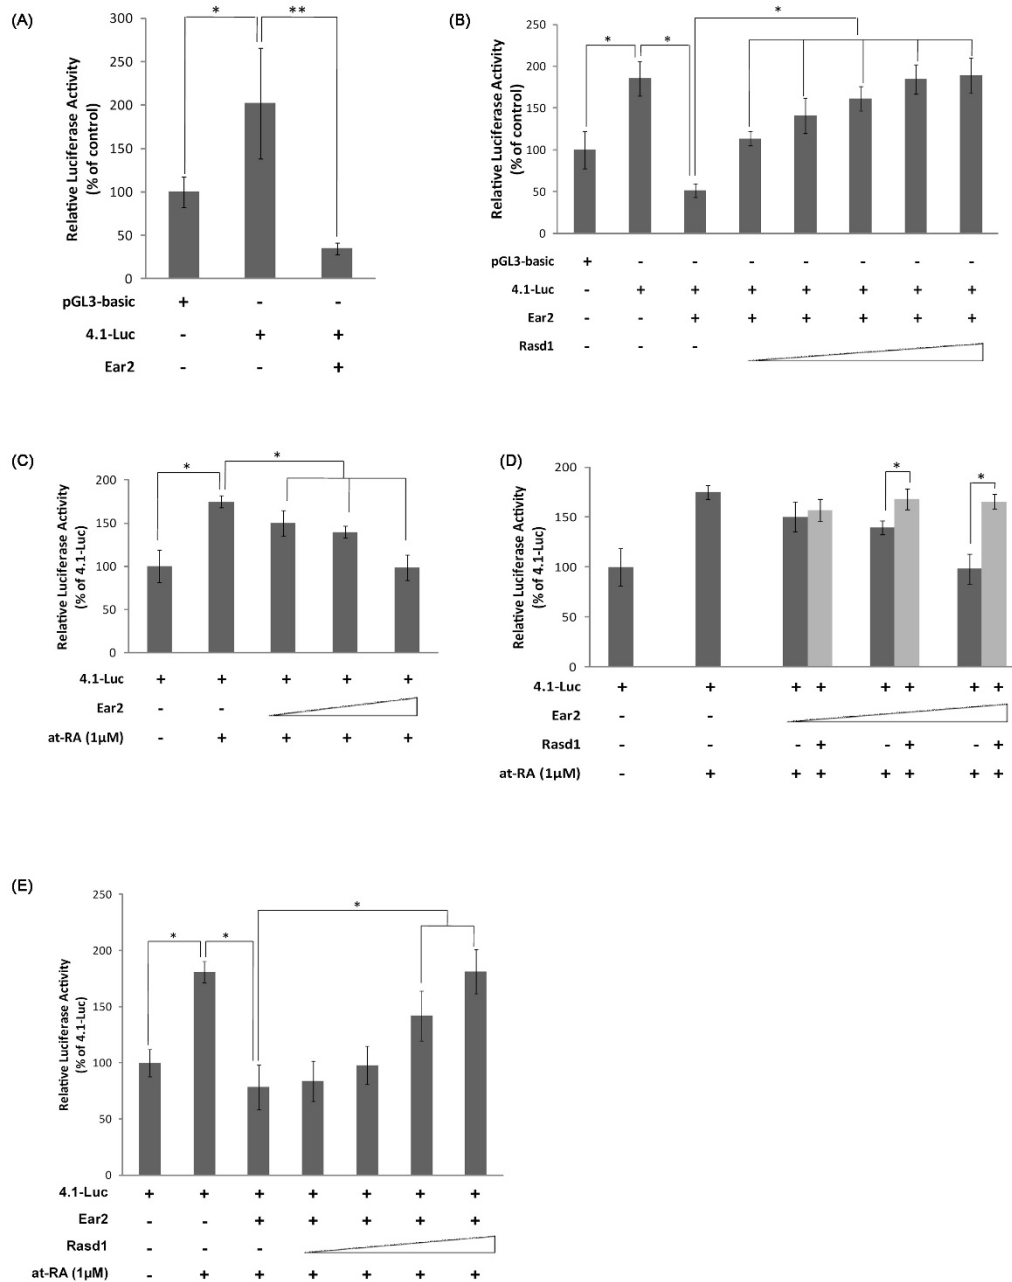 (A)
Relative Luciferase Activity
(% of control)
300
250
200
150
100
50
0
* **
pGL3-basic + - -
4.1-Luc - + +
Ear2 - - +
(B)
Relative Luciferase Activity
(% of control)
250
200
150
100
50
0
* * *
pGL3-basic + - - - - - - -
4.1-Luc - + + + + + + +
Ear2 - - + + + + + +
Rasd1 - - -
(C)
Relative Luciferase Activity
(% of 4.1-Luc)
200
150
100
50
0
* *
4.1-Luc + + + + +
Ear2 - -
at-RA (1µM) - + + + +
(D)
Relative Luciferase Activity
(% of 4.1-Luc)
200
150
100
50
0
* *
4.1-Luc + + + + + + + +
Ear2 - -
Rasd1 - - - + - + - +
at-RA (1µM) - + + + + + + +
(E)
Relative Luciferase Activity
(% of 4.1-Luc)
250
200
150
100
50
0
* * *
4.1-Luc + + + + + + +
Ear2 - - + + + + +
Rasd1 - - -
at-RA (1µM) - + + + + + +